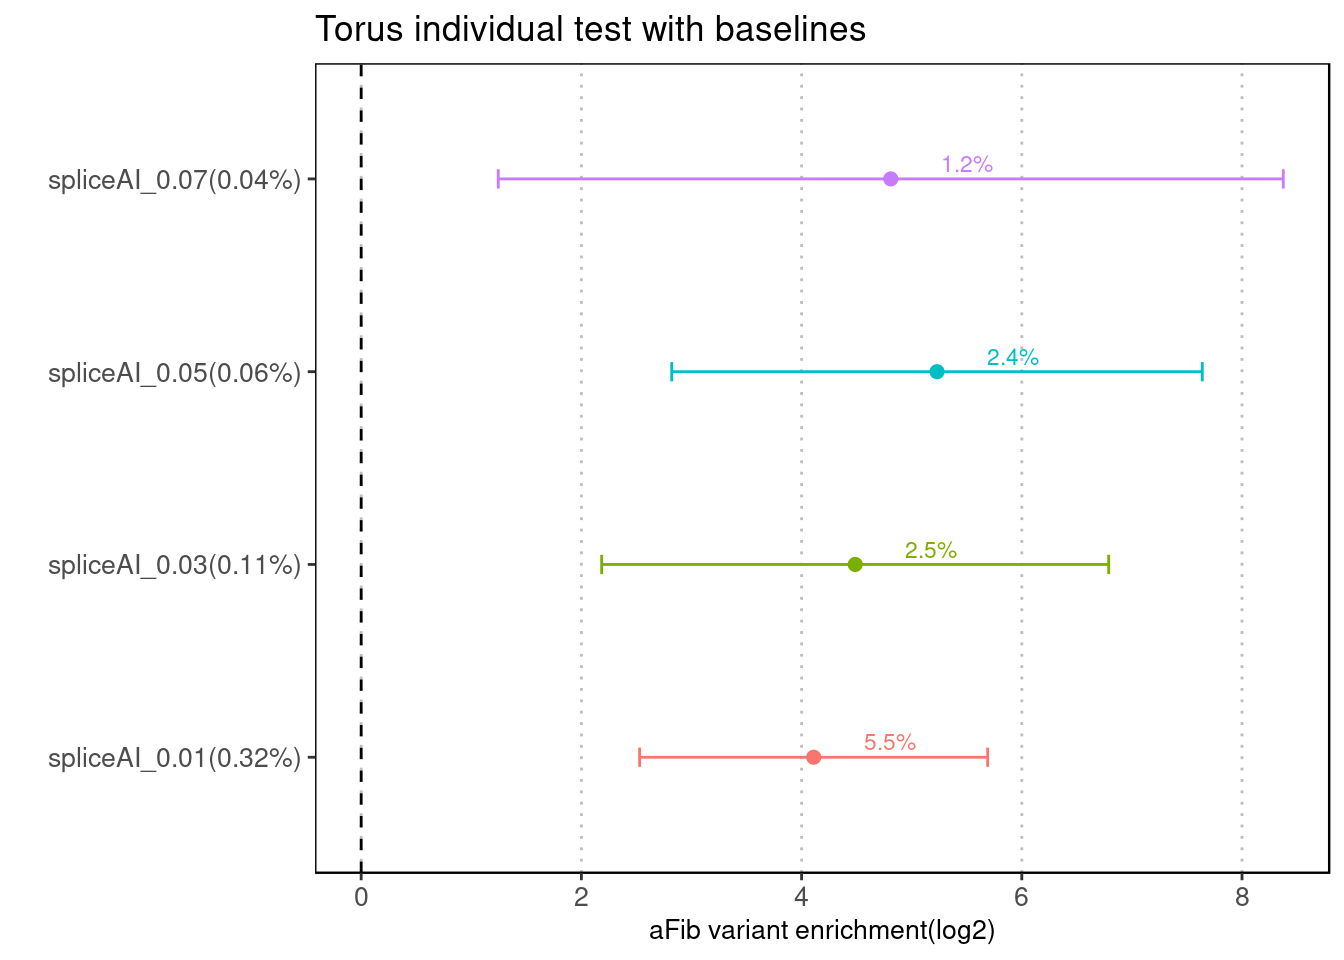 Torus individual test with baselines
spliceAI_0.07(0.04%)
1.2%
spliceAI_0.05(0.06%)
2.4%
spliceAI_0.03(0.11%)
2.5%
spliceAI_0.01(0.32%)
5.5%
0 2 4 6 8
aFib variant enrichment(log2)